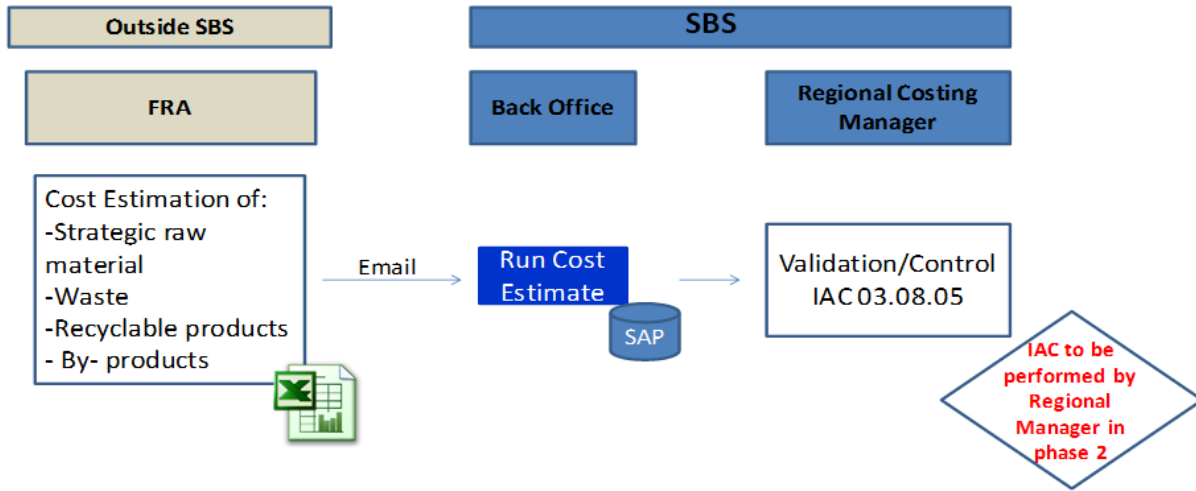 Outside SBS
SBS
FRA
Back Office
Regional Costing
Manager
Cost Estimation of:
-Strategic raw
material
-Waste
-Recyclable products
- By- products
Email
Run Cost
Estimate
SAP
Validation/Control
IAC 03.08.05
IAC to be
performed by
Regional
Manager in
phase 2